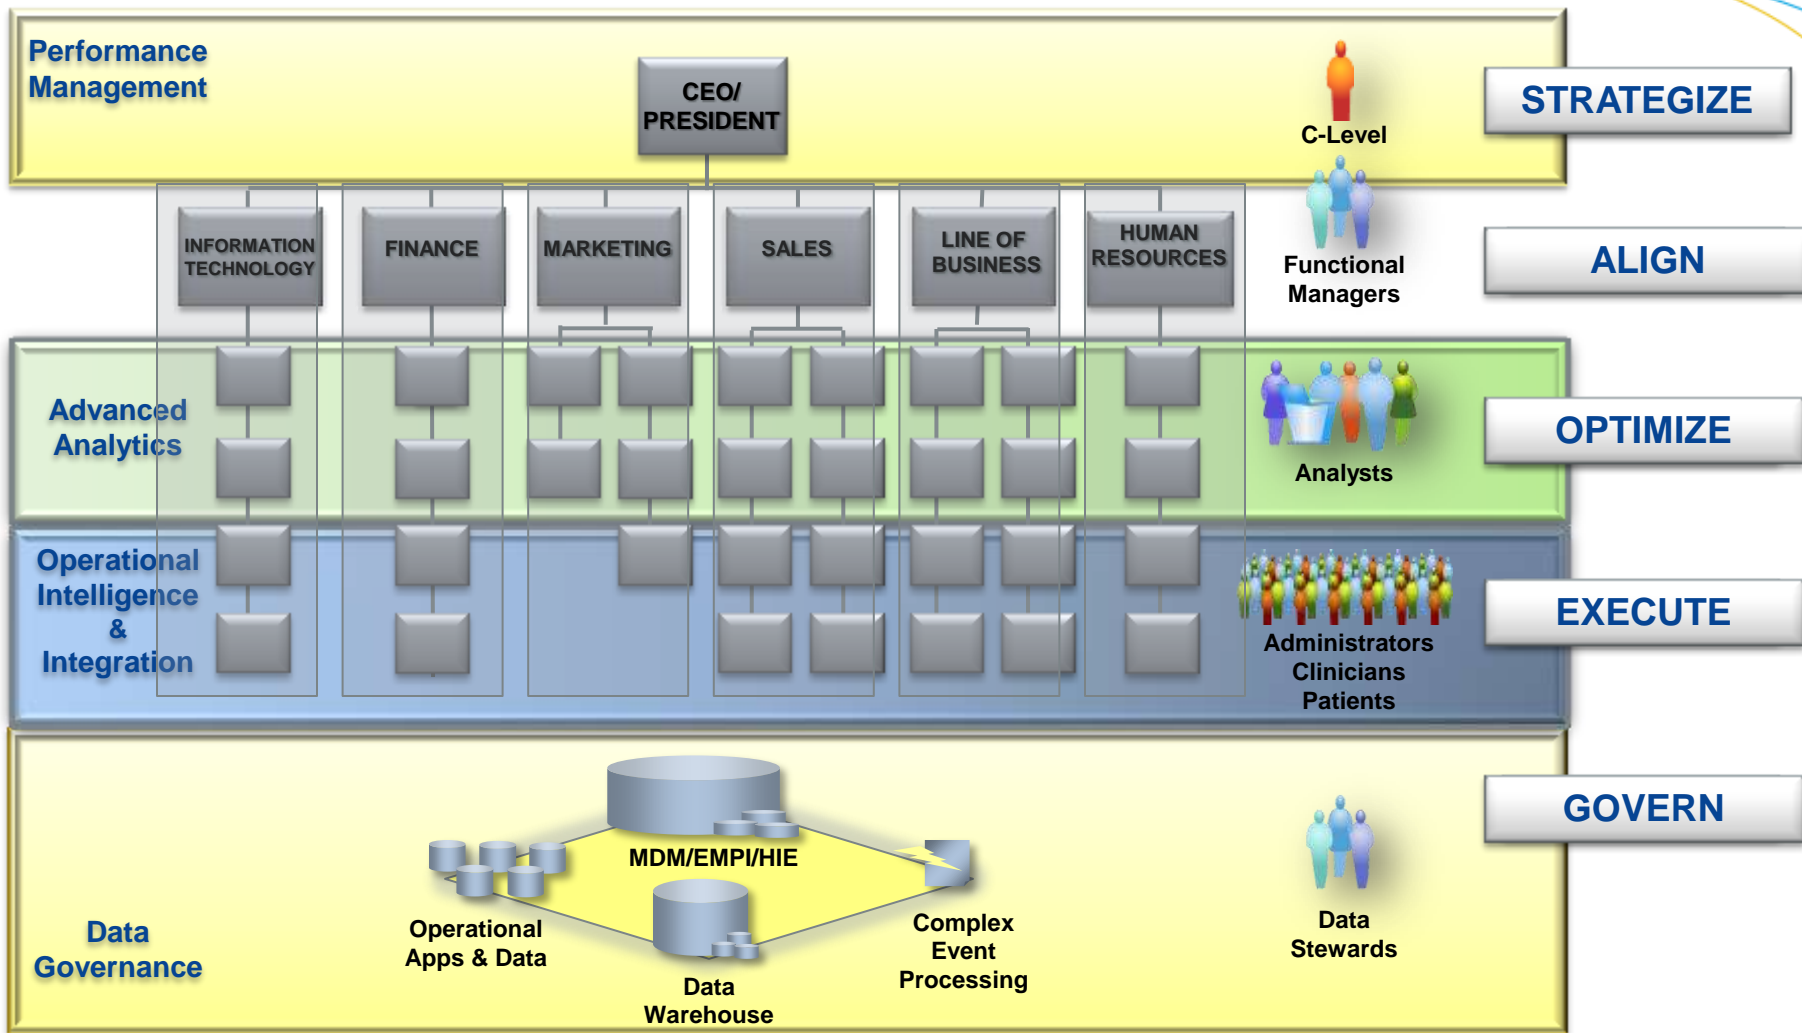 Performance
Management
CEO/
PRESIDENT
C-Level
STRATEGIZE
INFORMATION
TECHNOLOGY
FINANCE
MARKETING
SALES
LINE OF
BUSINESS
HUMAN
RESOURCES
Functional
Managers
ALIGN
Advanced
Analytics
Analysts
OPTIMIZE
Operational
Intelligence
&
Integration
Administrators
Clinicians
Patients
EXECUTE
Data
Governance
MDM/EMPI/HIE
Operational
Apps & Data
Data
Warehouse
Complex
Event
Processing
Data
Stewards
GOVERN